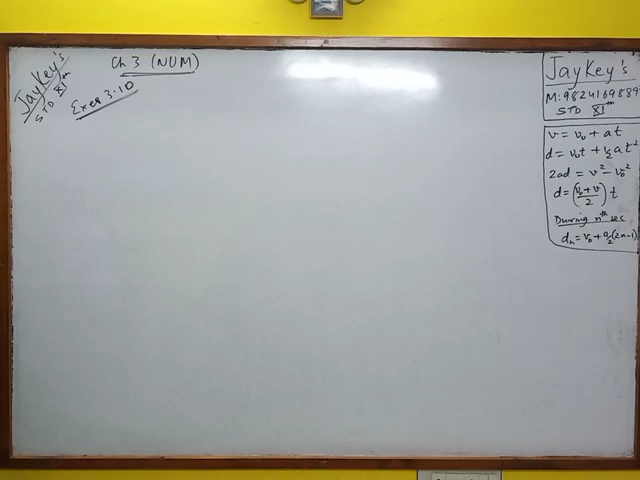 JayKey's
STD XIth
Ch 3 (NUM)
Exer 3.10
JayKey's
M: 9824169889
STD XIth
v = v₀ + at
d = v₀t + ½at²
2ad = v² - v₀²
d = (v₀+v/2) t
During nth sec
dₙ = v₀ + a/2(2n-1)